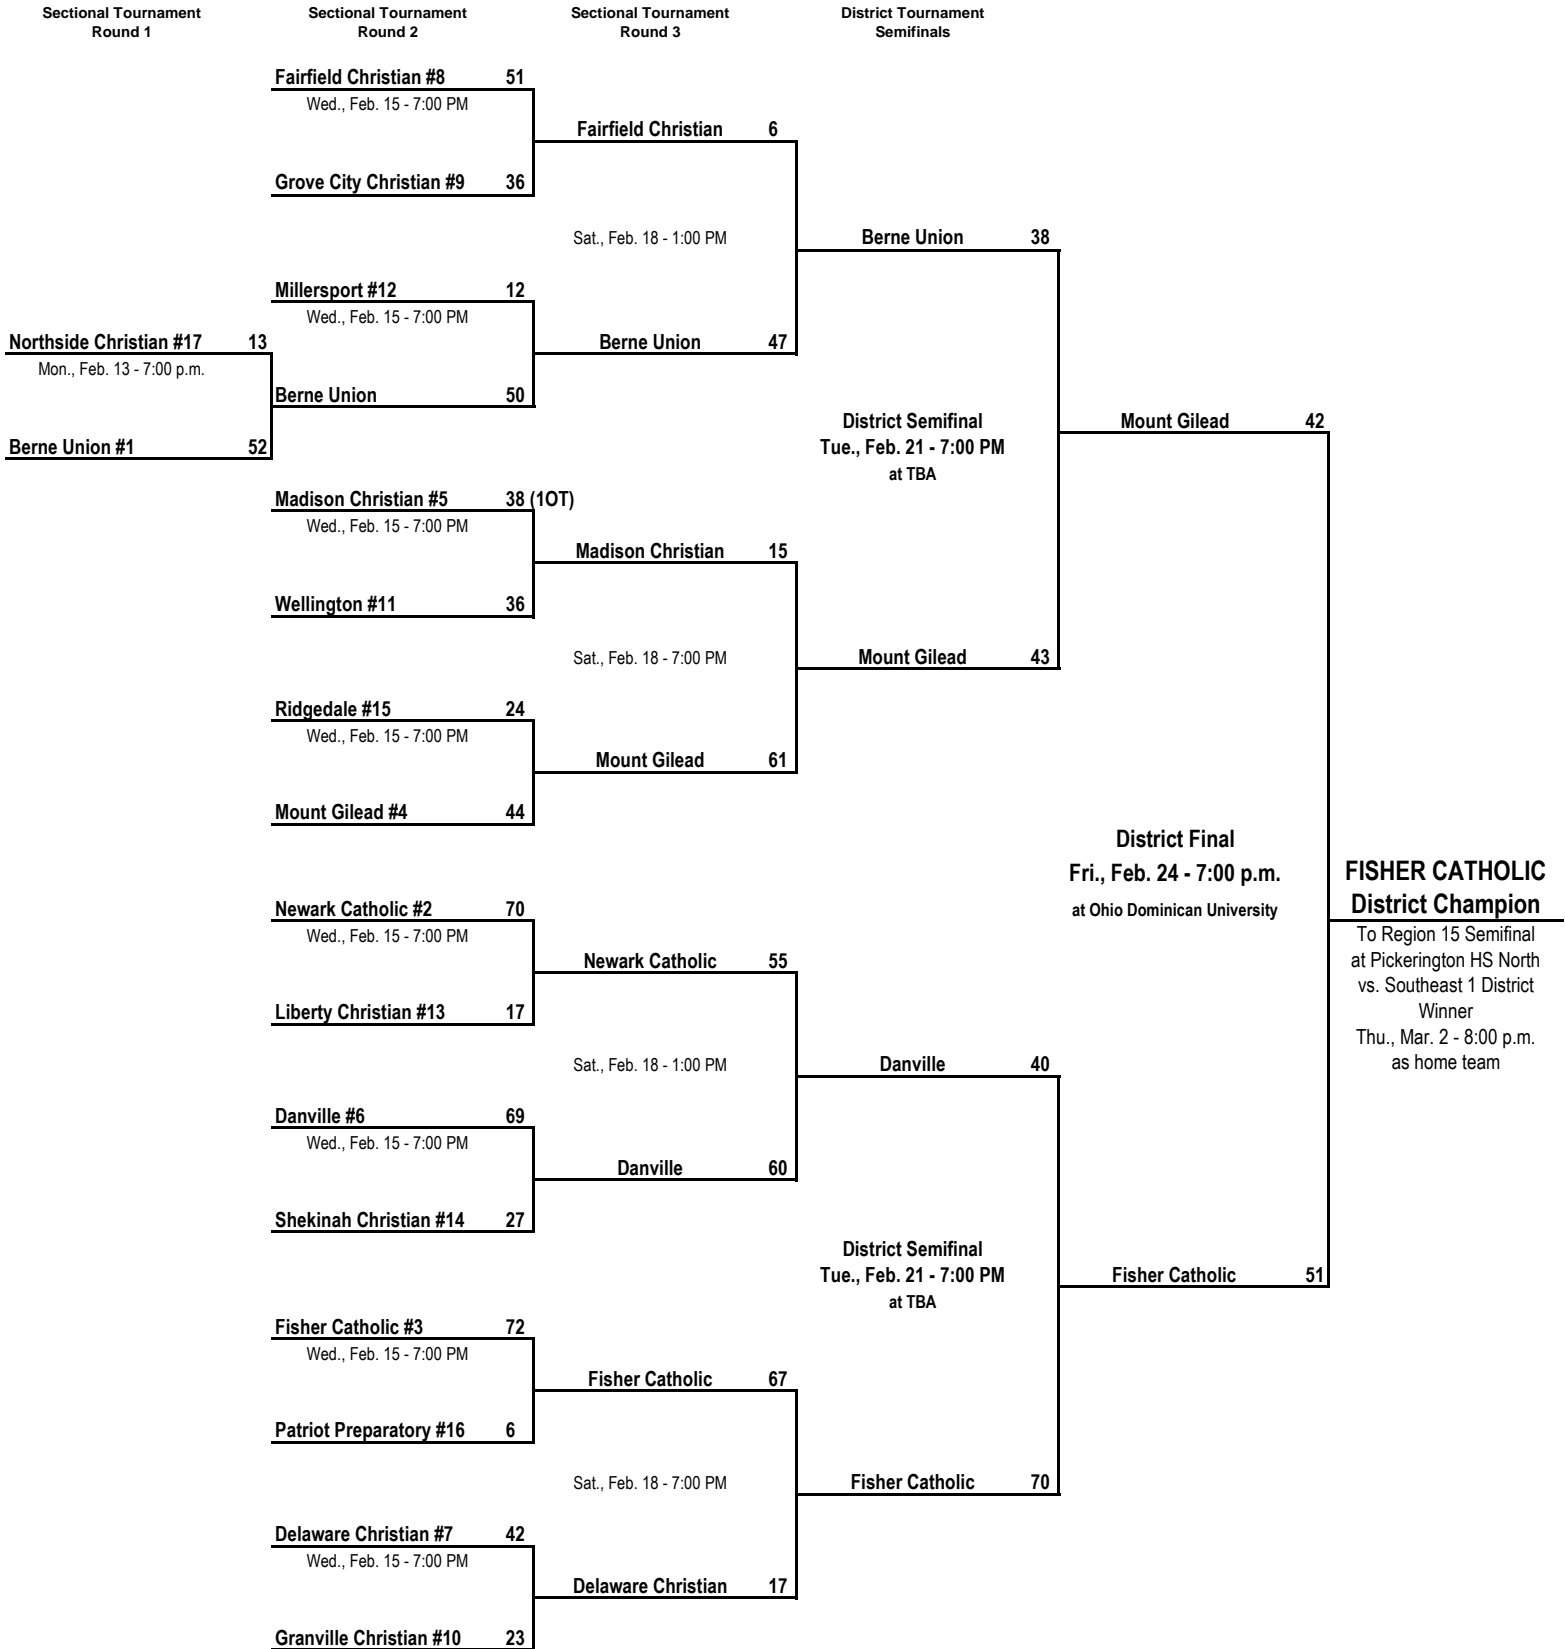 Sectional Tournament
Round 1
Sectional Tournament
Round 2
Sectional Tournament
Round 3
District Tournament
Semifinals
Fairfield Christian #8 51
Wed., Feb. 15 - 7:00 PM
Fairfield Christian 6
Grove City Christian #9 36
Sat., Feb. 18 - 1:00 PM
Berne Union 38
Millersport #12 12
Wed., Feb. 15 - 7:00 PM
Northside Christian #17 13
Berne Union 47
Mon., Feb. 13 - 7:00 p.m.
Berne Union 50
District Semifinal
Tue., Feb. 21 - 7:00 PM
at TBA
Mount Gilead 42
Berne Union #1 52
Madison Christian #5 38 (1OT)
Wed., Feb. 15 - 7:00 PM
Madison Christian 15
Wellington #11 36
Sat., Feb. 18 - 7:00 PM
Mount Gilead 43
Ridgedale #15 24
Wed., Feb. 15 - 7:00 PM
Mount Gilead 61
Mount Gilead #4 44
District Final
Fri., Feb. 24 - 7:00 p.m.
at Ohio Dominican University
FISHER CATHOLIC
District Champion
To Region 15 Semifinal
at Pickerington HS North
vs. Southeast 1 District
Winner
Thu., Mar. 2 - 8:00 p.m.
as home team
Newark Catholic #2 70
Wed., Feb. 15 - 7:00 PM
Newark Catholic 55
Liberty Christian #13 17
Sat., Feb. 18 - 1:00 PM
Danville 40
Danville #6 69
Wed., Feb. 15 - 7:00 PM
Danville 60
Shekinah Christian #14 27
District Semifinal
Tue., Feb. 21 - 7:00 PM
at TBA
Fisher Catholic 51
Fisher Catholic #3 72
Wed., Feb. 15 - 7:00 PM
Fisher Catholic 67
Patriot Preparatory #16 6
Sat., Feb. 18 - 7:00 PM
Fisher Catholic 70
Delaware Christian #7 42
Wed., Feb. 15 - 7:00 PM
Delaware Christian 17
Granville Christian #10 23